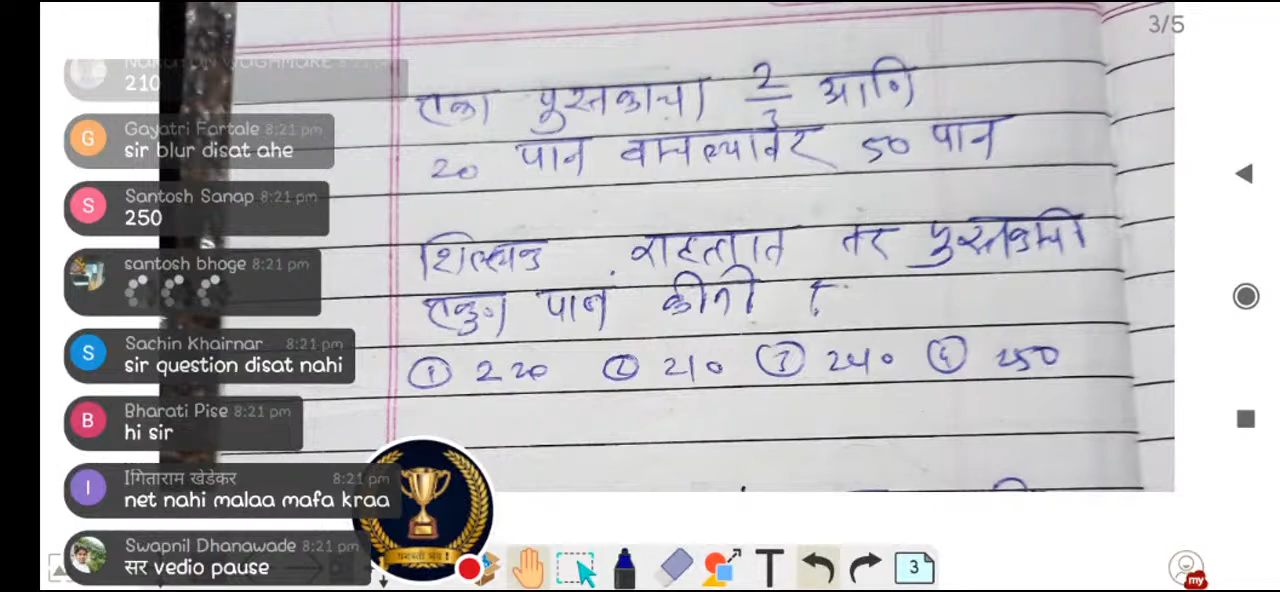 3/5
210
Gayatri Fartale 8:21 pm
sir blur disat ahe
Santosh Sanap 8:21 pm
250
santosh bhoge 8:21 pm
Sachin Khairnar 8:21 pm
sir question disat nahi
Bharati Pise 8:21 pm
hi sir
Iगिताराम खेडेकर 8:21 pm
net nahi malaa mafa kraa
Swapnil Dhanawade 8:21 pm
सर vedio pause
एका पुस्तकाचा 2/3 आणि
20 पान वाचल्यावर 50 पान
शिल्लक राहतात तर पुस्तकाची
एकुण पान कीती ?
① 220 ② 210 ③ 240 ④ 250
T 3
my